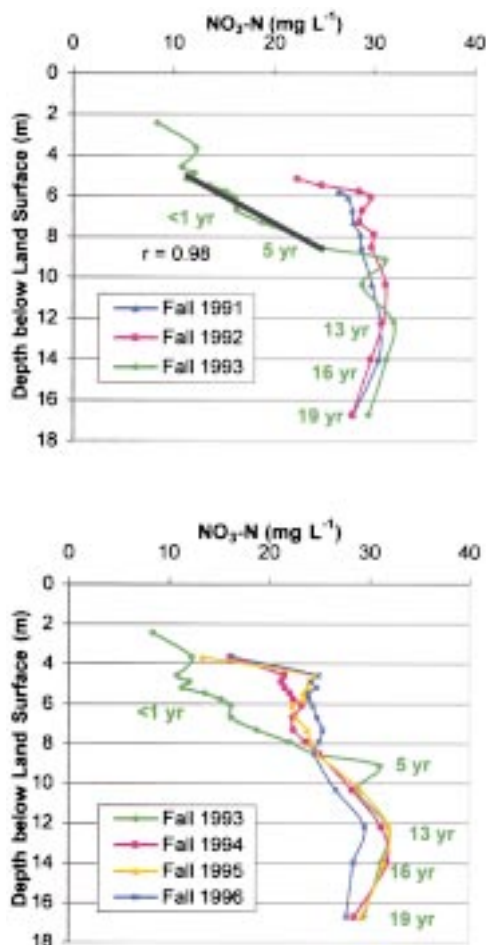 NO₃-N (mg L⁻¹)
0 10 20 30 40
Depth below Land Surface (m)
0
2
4
6
8
10
12
14
16
18
<1 yr
5 yr
r = 0.98
13 yr
16 yr
19 yr
Fall 1991
Fall 1992
Fall 1993
NO₃-N (mg L⁻¹)
0 10 20 30 40
Depth below Land Surface (m)
0
2
4
6
8
10
12
14
16
18
<1 yr
5 yr
13 yr
16 yr
19 yr
Fall 1993
Fall 1994
Fall 1995
Fall 1996